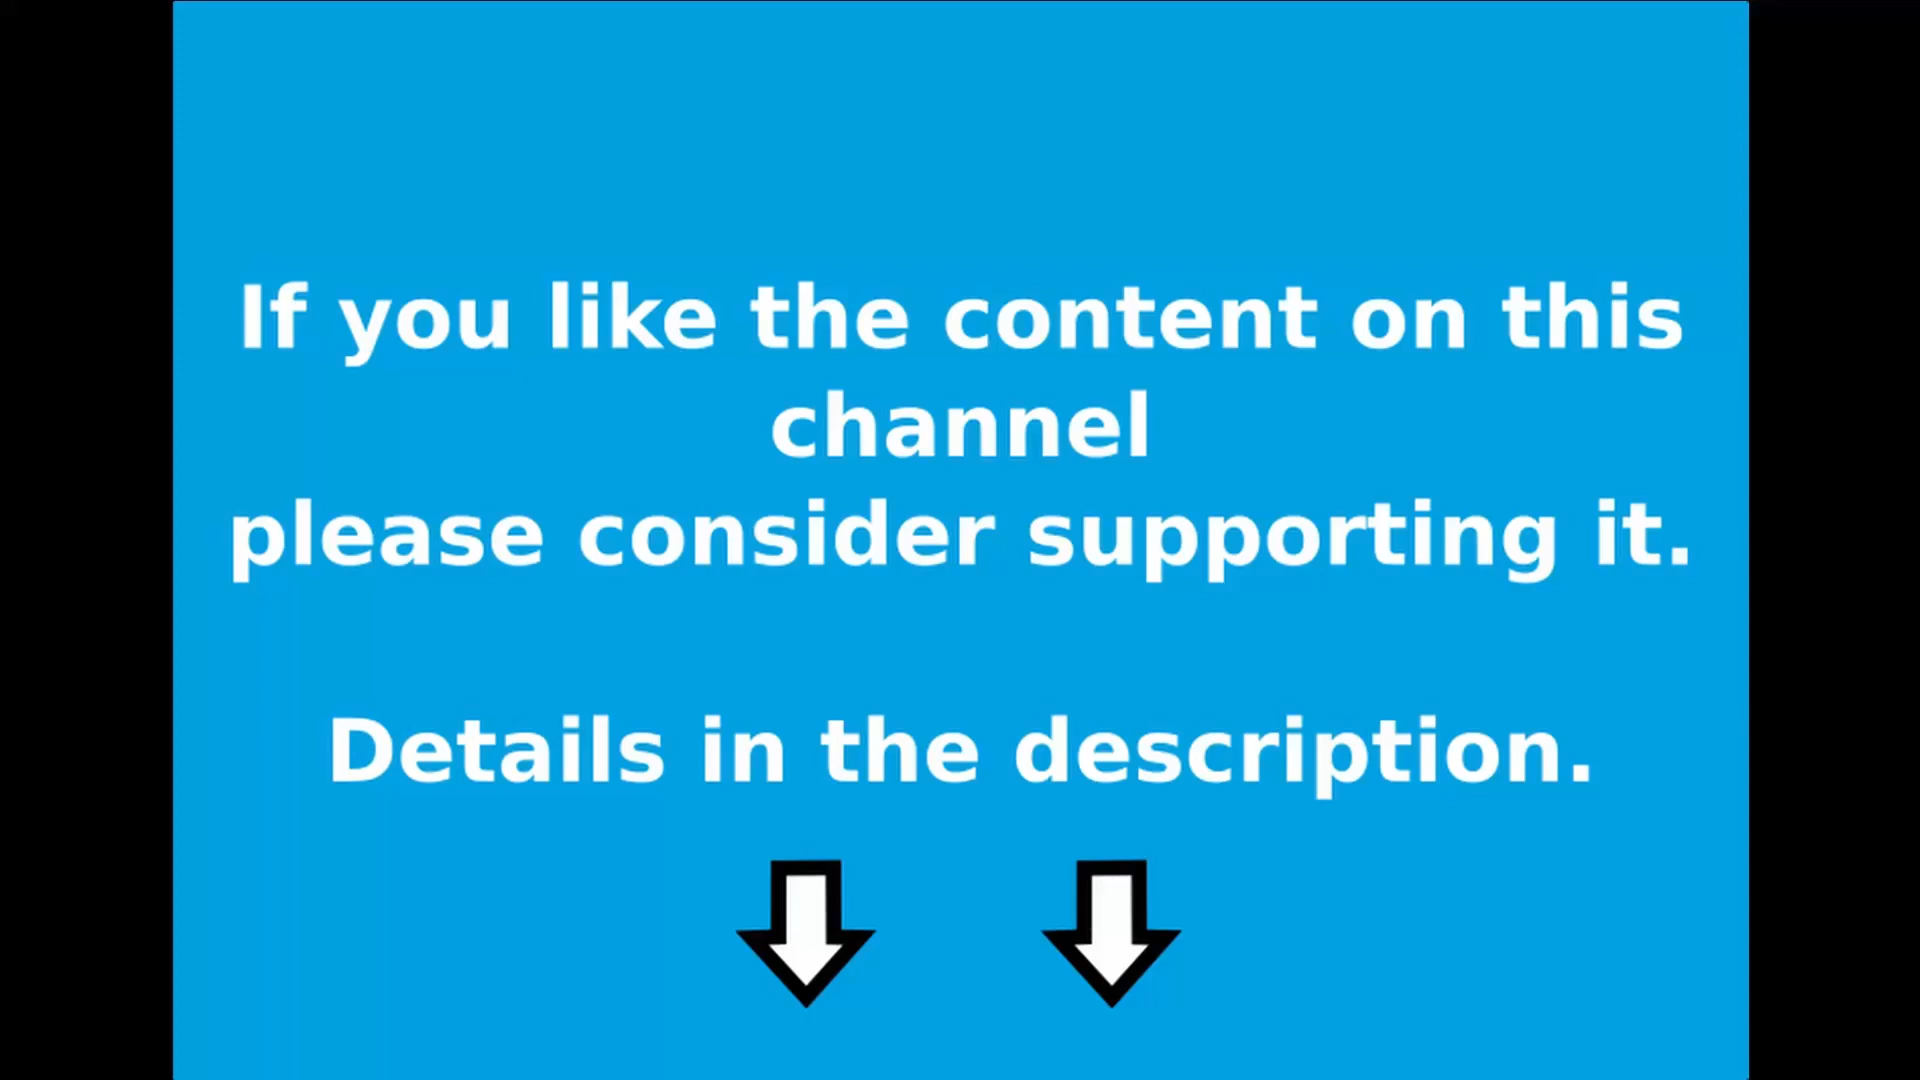 If you like the content on this
channel
please consider supporting it.
Details in the description.